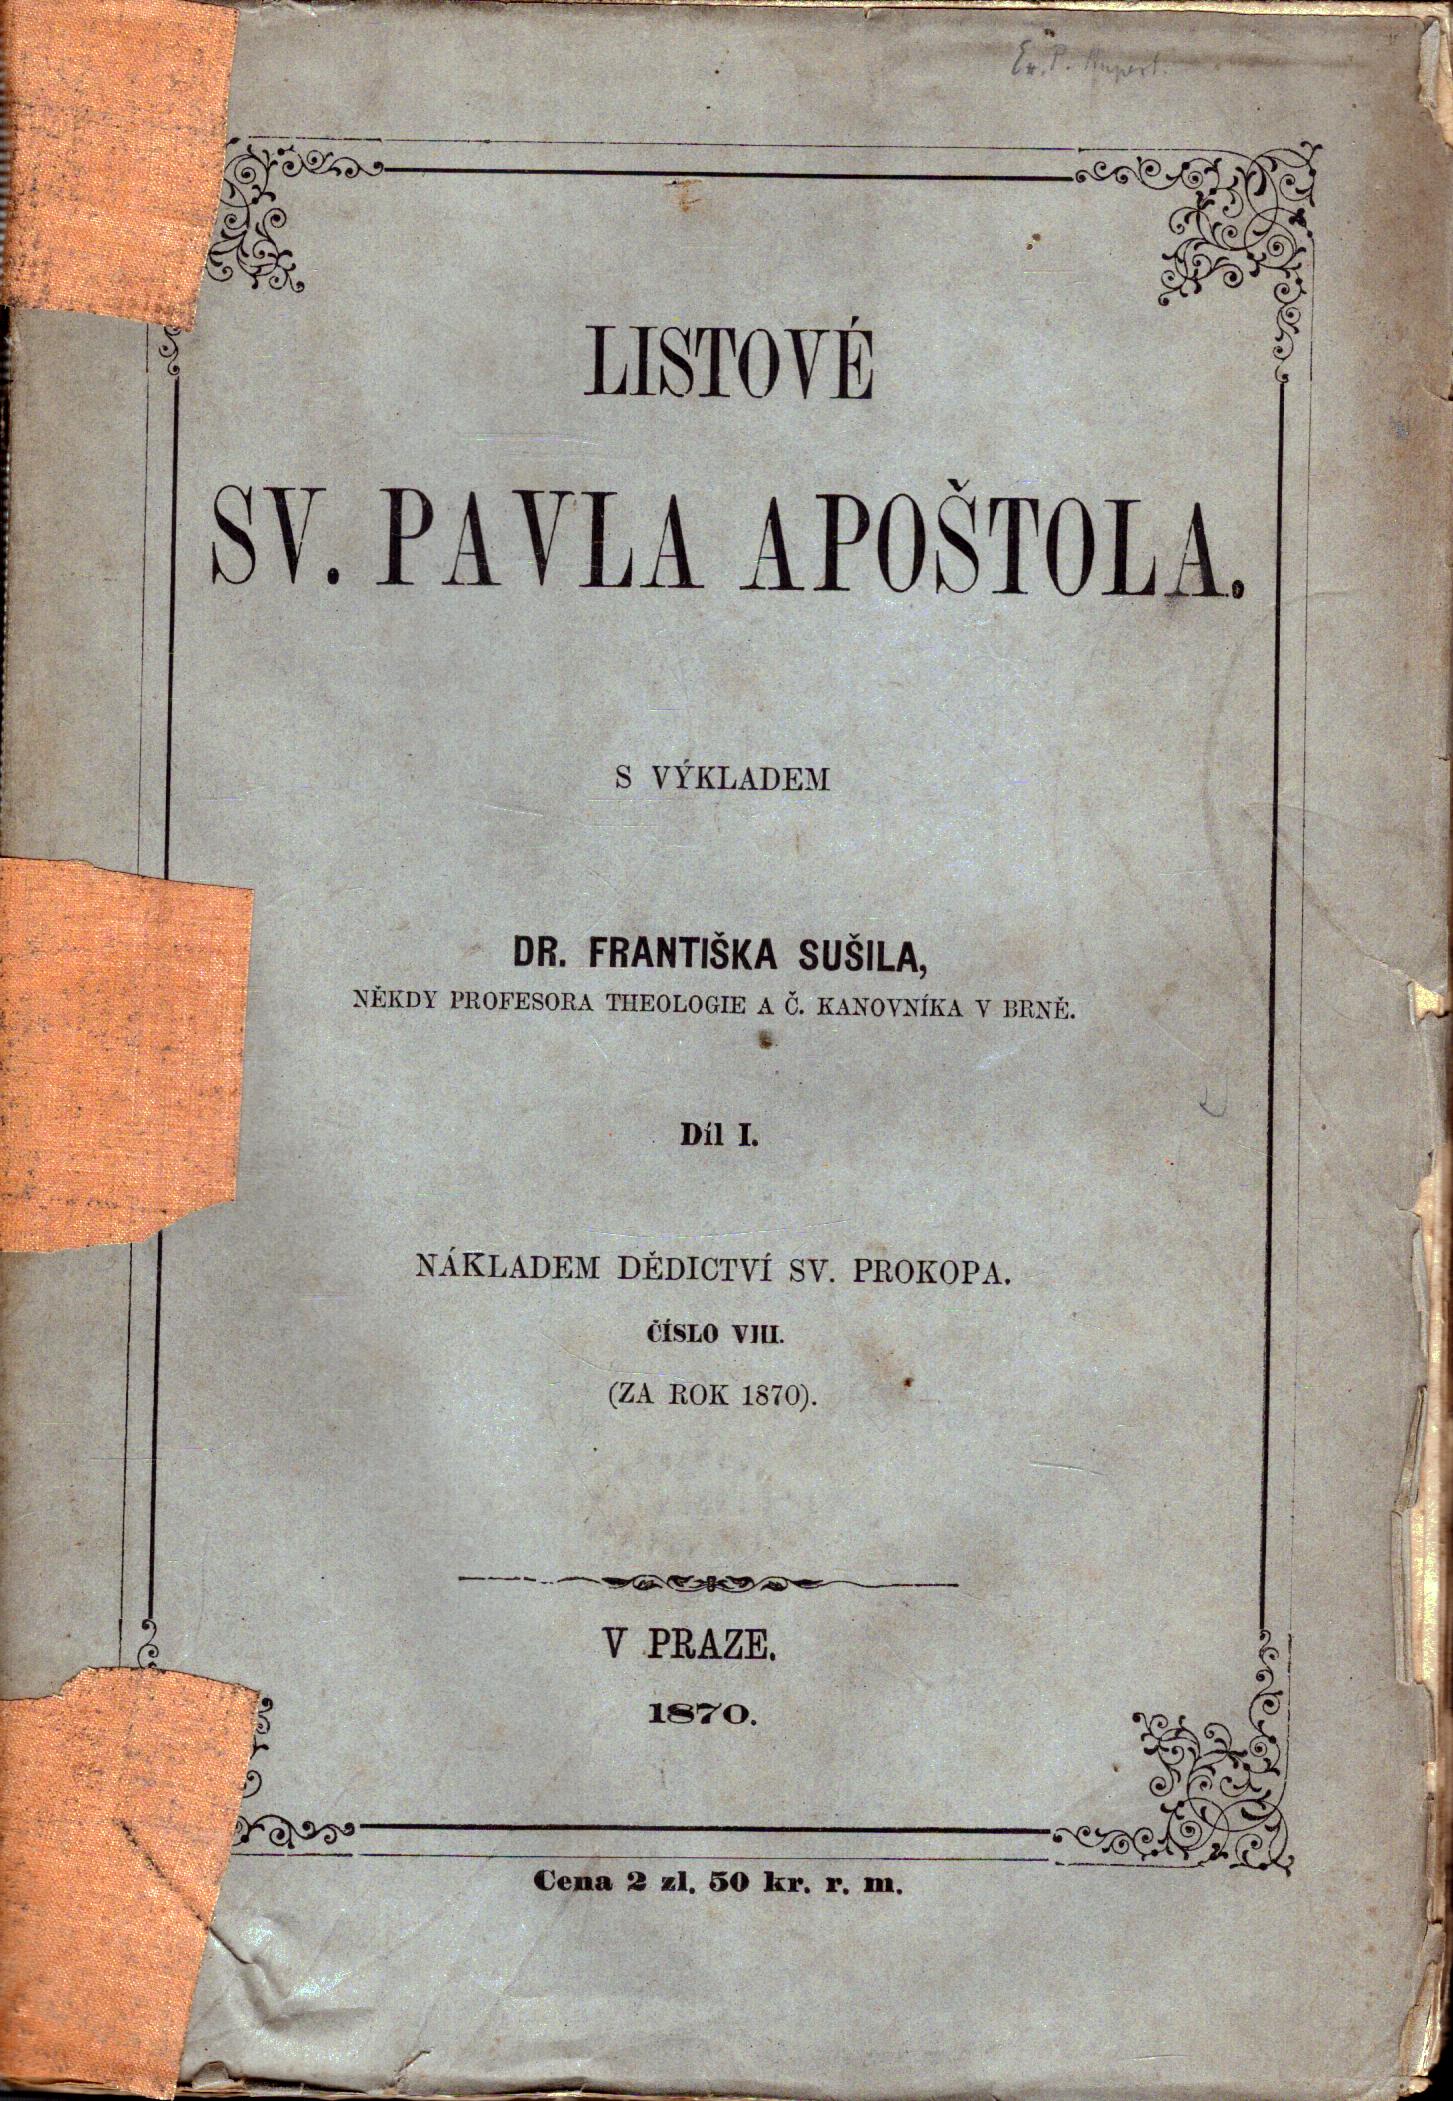 LISTOVÉ
SV. PAVLA APOŠTOLA.
S VÝKLADEM
DR. FRANTIŠKA SUŠILA,
NĚKDY PROFESORA THEOLOGIE A Č. KANOVNÍKA V BRNĚ.
Díl I.
NÁKLADEM DĚDICTVÍ SV. PROKOPA.
ČÍSLO VIII.
(ZA ROK 1870).
V PRAZE.
1870.
Cena 2 zl. 50 kr. r. m.